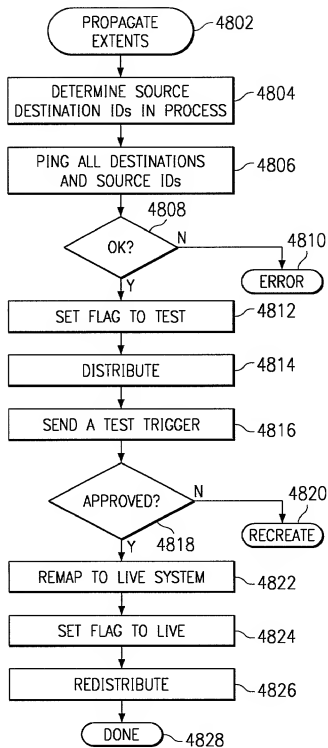 PROPAGATE
EXTENTS
4802
DETERMINE SOURCE
DESTINATION IDs IN PROCESS
4804
PING ALL DESTINATIONS
AND SOURCE IDs
4806
4808
OK?
N
4810
ERROR
Y
SET FLAG TO TEST
4812
DISTRIBUTE
4814
SEND A TEST TRIGGER
4816
APPROVED?
N
4820
RECREATE
4818
Y
REMAP TO LIVE SYSTEM
4822
SET FLAG TO LIVE
4824
REDISTRIBUTE
4826
DONE
4828